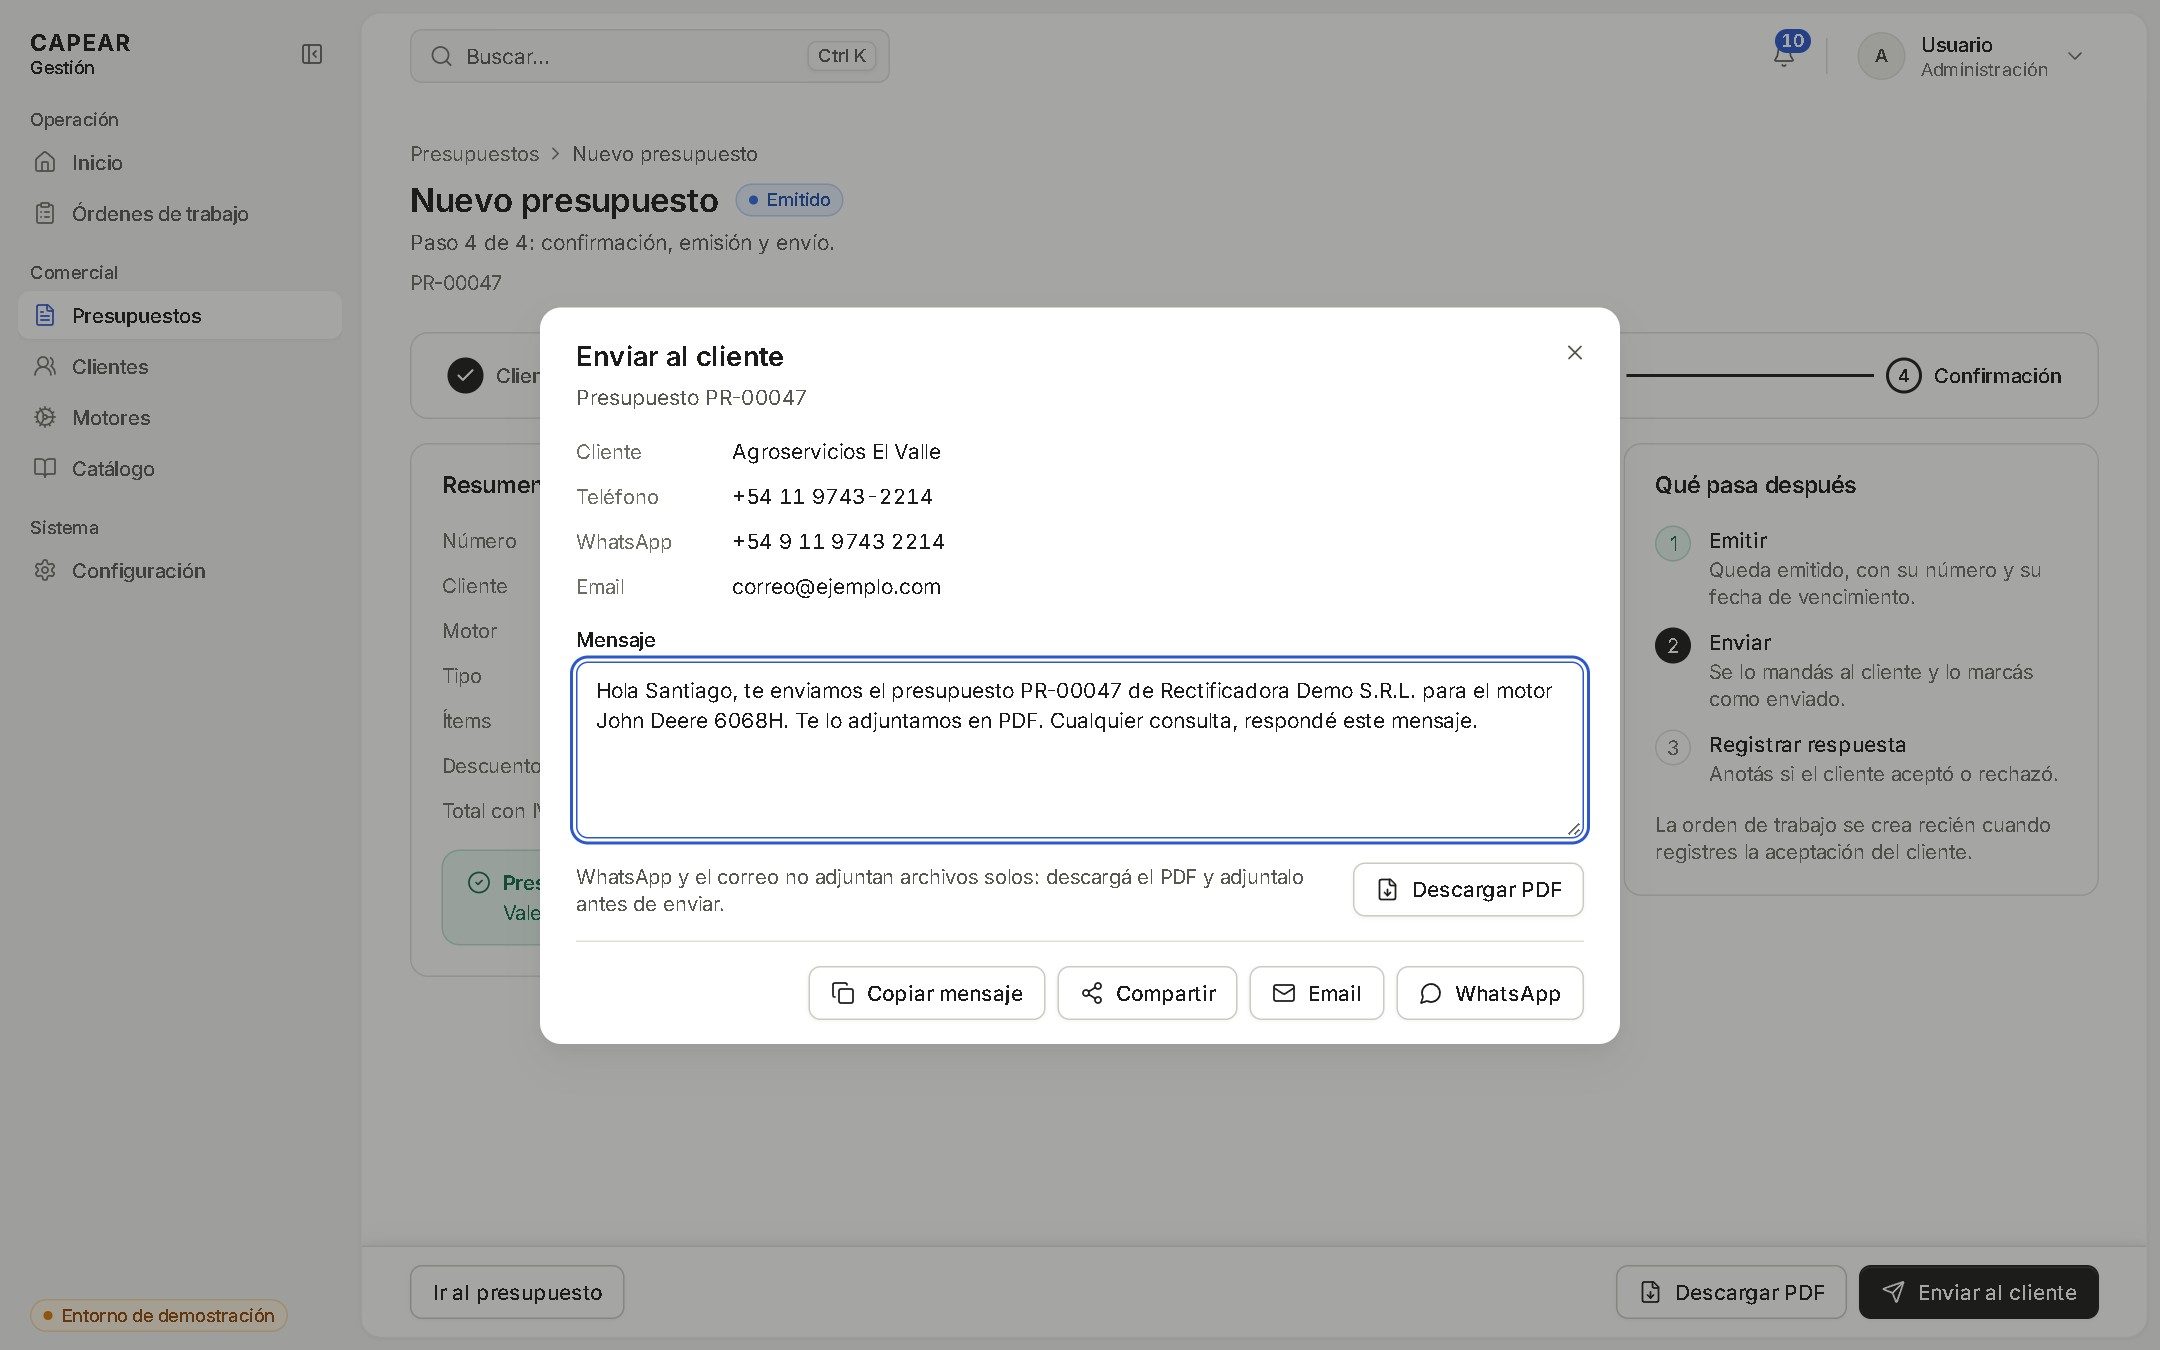 CAPEAR
Gestión
Operación
Inicio
Órdenes de trabajo
Comercial
Presupuestos
Clientes
Motores
Catálogo
Sistema
Configuración
Entorno de demostración
Buscar...
Ctrl K
10
A
Usuario
Administración
Presupuestos > Nuevo presupuesto
Nuevo presupuesto
Emitido
Paso 4 de 4: confirmación, emisión y envío.
PR-00047
4 Confirmación
Resumen
Número
Cliente
Motor
Tipo
Ítems
Descuento
Total con
Enviar al cliente
Presupuesto PR-00047
Cliente Agroservicios El Valle
Teléfono +54 11 9743-2214
WhatsApp +54 9 11 9743 2214
Email correo@ejemplo.com
Mensaje
Hola Santiago, te enviamos el presupuesto PR-00047 de Rectificadora Demo S.R.L. para el motor
John Deere 6068H. Te lo adjuntamos en PDF. Cualquier consulta, respondé este mensaje.
WhatsApp y el correo no adjuntan archivos solos: descargá el PDF y adjuntalo
antes de enviar.
Descargar PDF
Copiar mensaje
Compartir
Email
WhatsApp
Qué pasa después
1 Emitir
Queda emitido, con su número y su
fecha de vencimiento.
2 Enviar
Se lo mandás al cliente y lo marcás
como enviado.
3 Registrar respuesta
Anotás si el cliente aceptó o rechazó.
La orden de trabajo se crea recién cuando
registres la aceptación del cliente.
Ir al presupuesto
Descargar PDF
Enviar al cliente